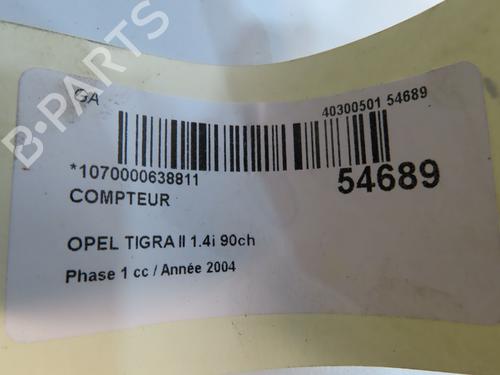 GA
40300501 54689
*1070000638811
54689
COMPTEUR
OPEL TIGRA II 1.4i 90ch
Phase 1 cc / Année 2004
B-PARTS